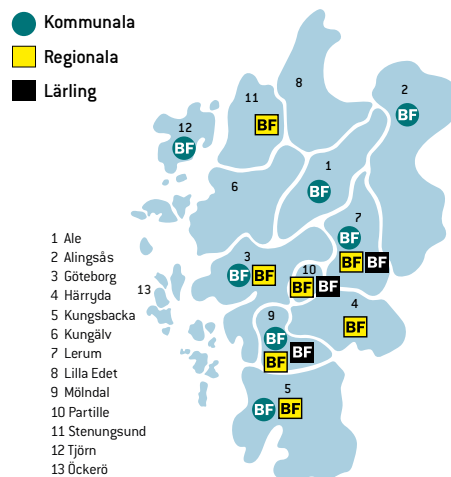 Kommunala
Regionala
Lärling
8
2
11
BF
BF
12
BF
1
6
BF
7
BF
3
BF BF
BF BF
10
BF BF
13
4
BF
9
BF
BF
BF
5
BF BF
BF
BF
BF
1 Ale
2 Alingsås
3 Göteborg
4 Härryda
5 Kungsbacka
6 Kungälv
7 Lerum
8 Lilla Edet
9 Mölndal
10 Partille
11 Stenungsund
12 Tjörn
13 Öckerö